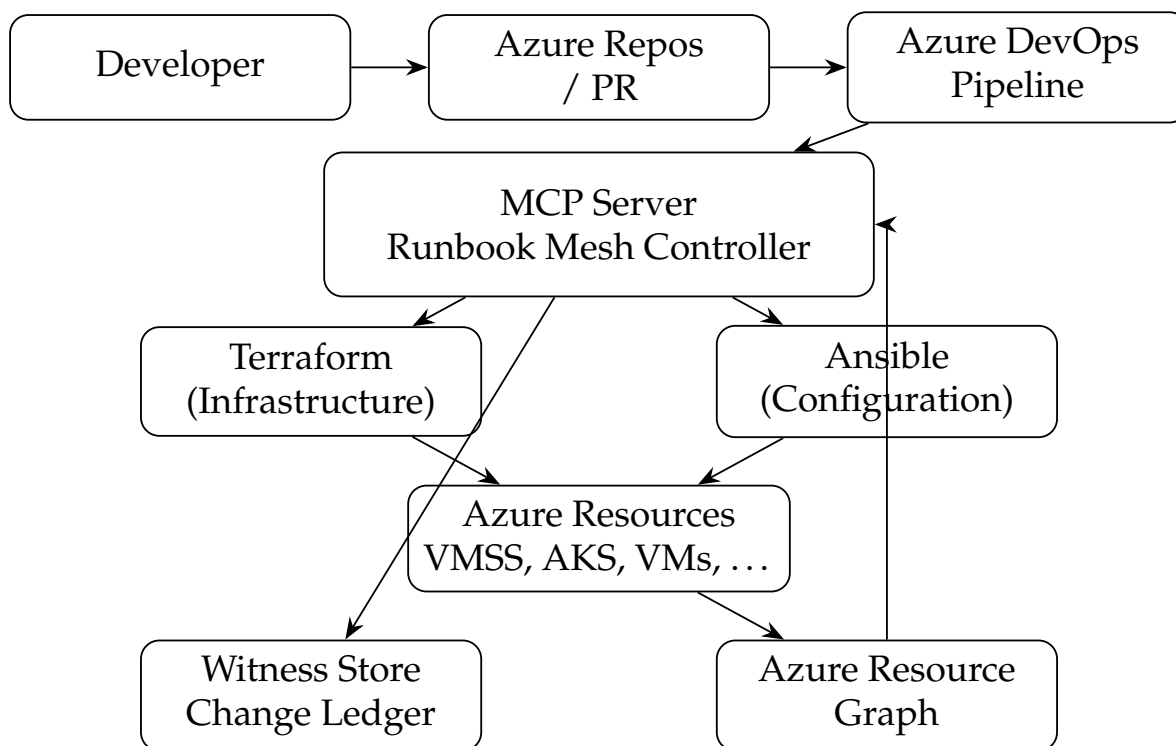 Developer
Azure Repos
/ PR
Azure DevOps
Pipeline
MCP Server
Runbook Mesh Controller
Terraform
(Infrastructure)
Ansible
(Configuration)
Azure Resources
VMSS, AKS, VMs, …
Witness Store
Change Ledger
Azure Resource
Graph